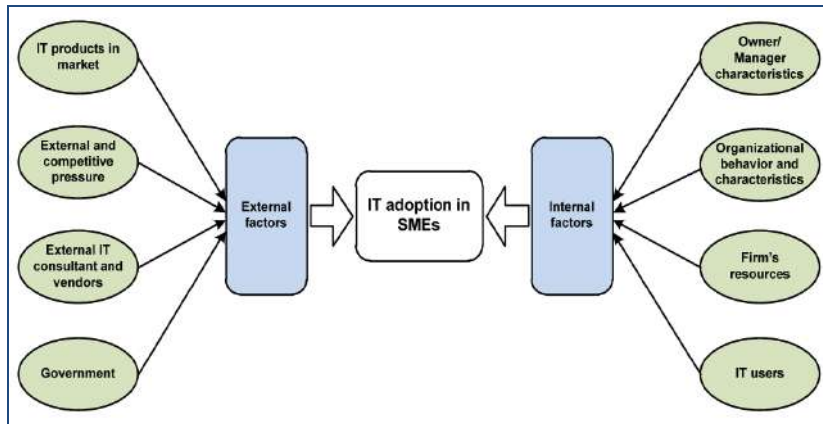 IT products in
market
External and
competitive
pressure
External IT
consultant and
vendors
Government
External
factors
IT adoption in
SMEs
Internal
factors
Owner/
Manager
characteristics
Organizational
behavior and
characteristics
Firm's
resources
IT users